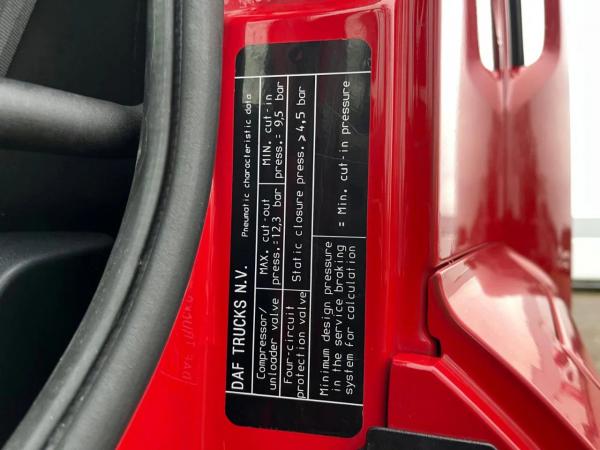 DAF TRUCKS N.V.
Pneumatic characteristic data
Compressor/
unloader valve
MAX. cut-out
press.=12,3 bar
MIN. cut-in
press.= 9,5 bar
Four-circuit
protection valve
Static closure press. > 4,5 bar
Minimum design pressure
in the service braking
system for calculation
= Min. cut-in pressure